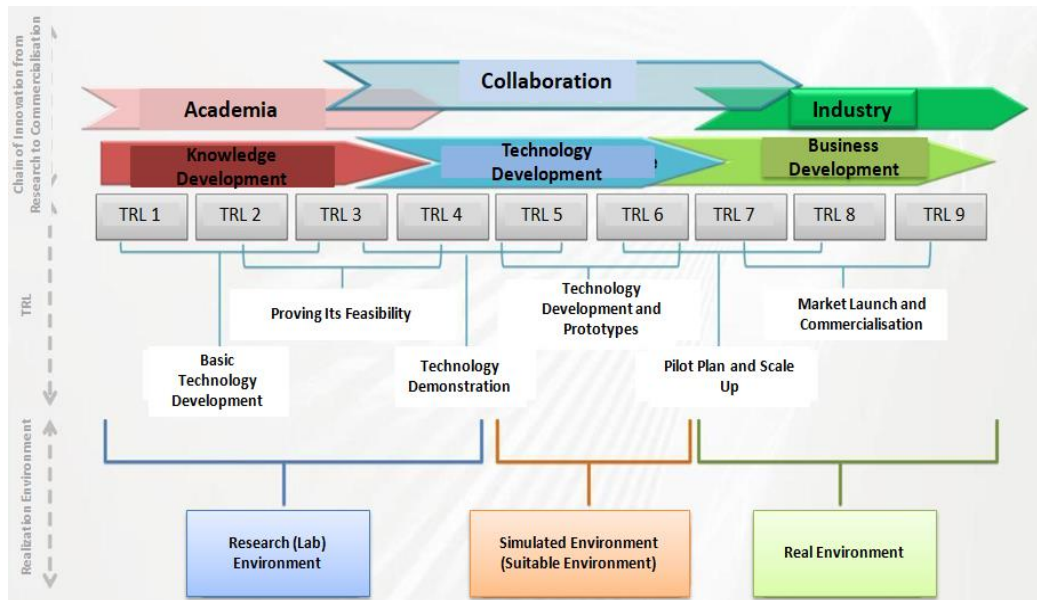 Chain of Innovation from
Research to Commercialisation
Collaboration
Academia
Industry
Knowledge
Development
Technology
Development
e
Business
Development
TRL 1
TRL 2
TRL 3
TRL 4
TRL 5
TRL 6
TRL 7
TRL 8
TRL 9
TRL
Proving Its Feasibility
Technology
Development and
Prototypes
Market Launch and
Commercialisation
Basic
Technology
Development
Technology
Demonstration
Pilot Plan and Scale
Up
Realization Environment
Research (Lab)
Environment
Simulated Environment
(Suitable Environment)
Real Environment